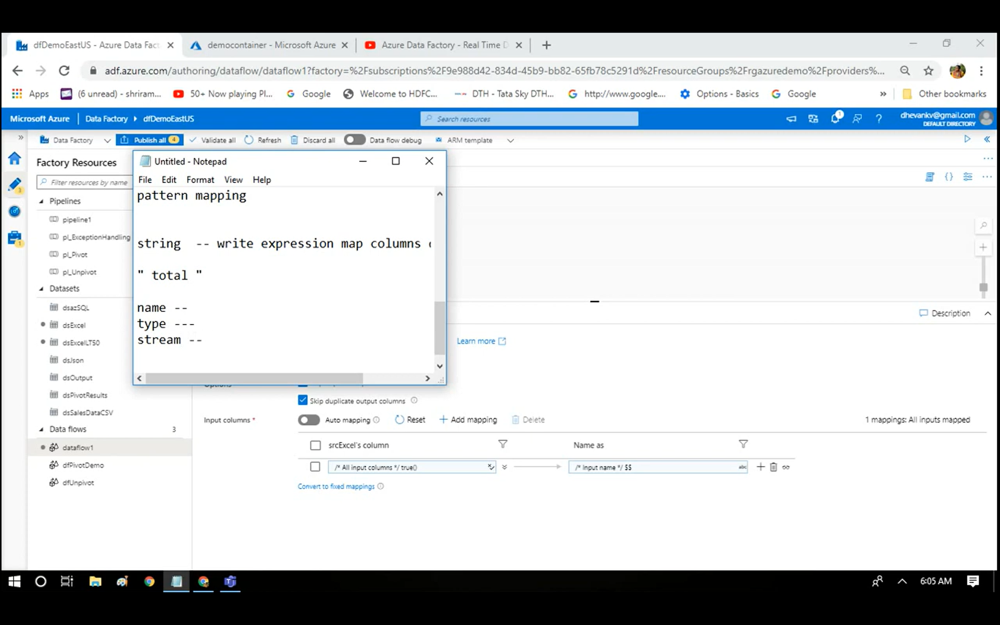 dfDemoEastUS - Azure Data Fact
democontainer - Microsoft Azure
Azure Data Factory - Real Time D
adf.azure.com/authoring/dataflow/dataflow1?factory=%2Fsubscriptions%2F9e988d42-834d-45b9-bb82-65fb78c5291d%2FresourceGroups%2Frgazuredemo%2Fproviders%...
Apps
(6 unread) - shriram...
50+ Now playing Pl...
Google
Welcome to HDFC...
DTH - Tata Sky DTH...
http://www.google....
Options - Basics
Google
»
Other bookmarks
Microsoft Azure
Data Factory
dfDemoEastUS
Search resources
1
?
dhevankv@gmail.com
DEFAULT DIRECTORY
Data Factory
Publish all 4
Validate all
Refresh
Discard all
Data flow debug
ARM template
Factory Resources
Filter resources by name
Pipelines
pipeline1
pl_ExceptionHandling
pl_Pivot
pl_Unpivot
Datasets
dsazSQL
dsExcel
dsExcelLT50
dsJson
dsOutput
dsPivotResults
dsSalesDataCSV
Data flows 3
dataflow1
dfPivotDemo
dfUnpivot
3
1
Untitled - Notepad
File Edit Format View Help
pattern mapping
string -- write expression map columns
" total "
name --
type ---
stream --
Description
Learn more
Options
Skip duplicate output columns
Input columns *
Auto mapping
Reset
Add mapping
Delete
1 mappings: All inputs mapped
srcExcel's column
Name as
/* All input columns */ true()
/* Input name */ $$
abc
Convert to fixed mappings
6:05 AM